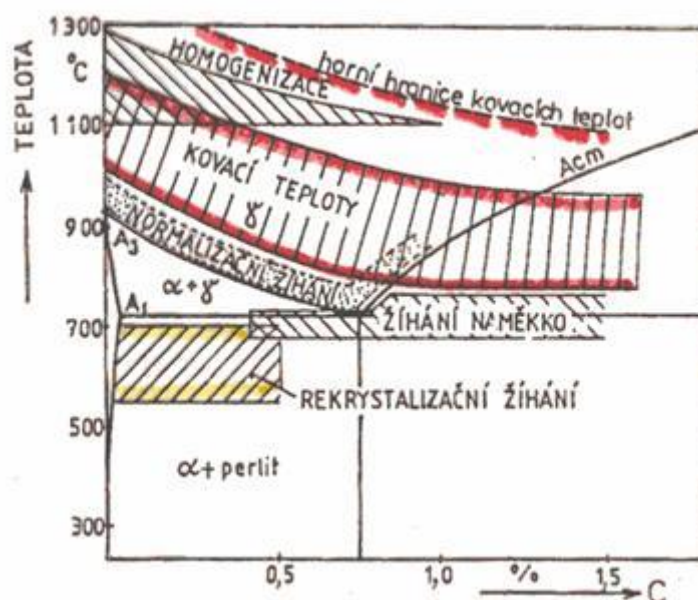 1300
°C
TEPLOTA
HOMOGENIZACE
horní hranice kovacích teplot
1100
Acm
KOVACÍ TEPLOTY
γ
900
A3
NORMALIZAČNÍ ŽÍHÁNÍ
α+γ
A1
700
ŽÍHÁNÍ NAMĚKKO
REKRYSTALIZAČNÍ ŽÍHÁNÍ
500
α+perlit
300
0,5
1,0
%
1,5
C